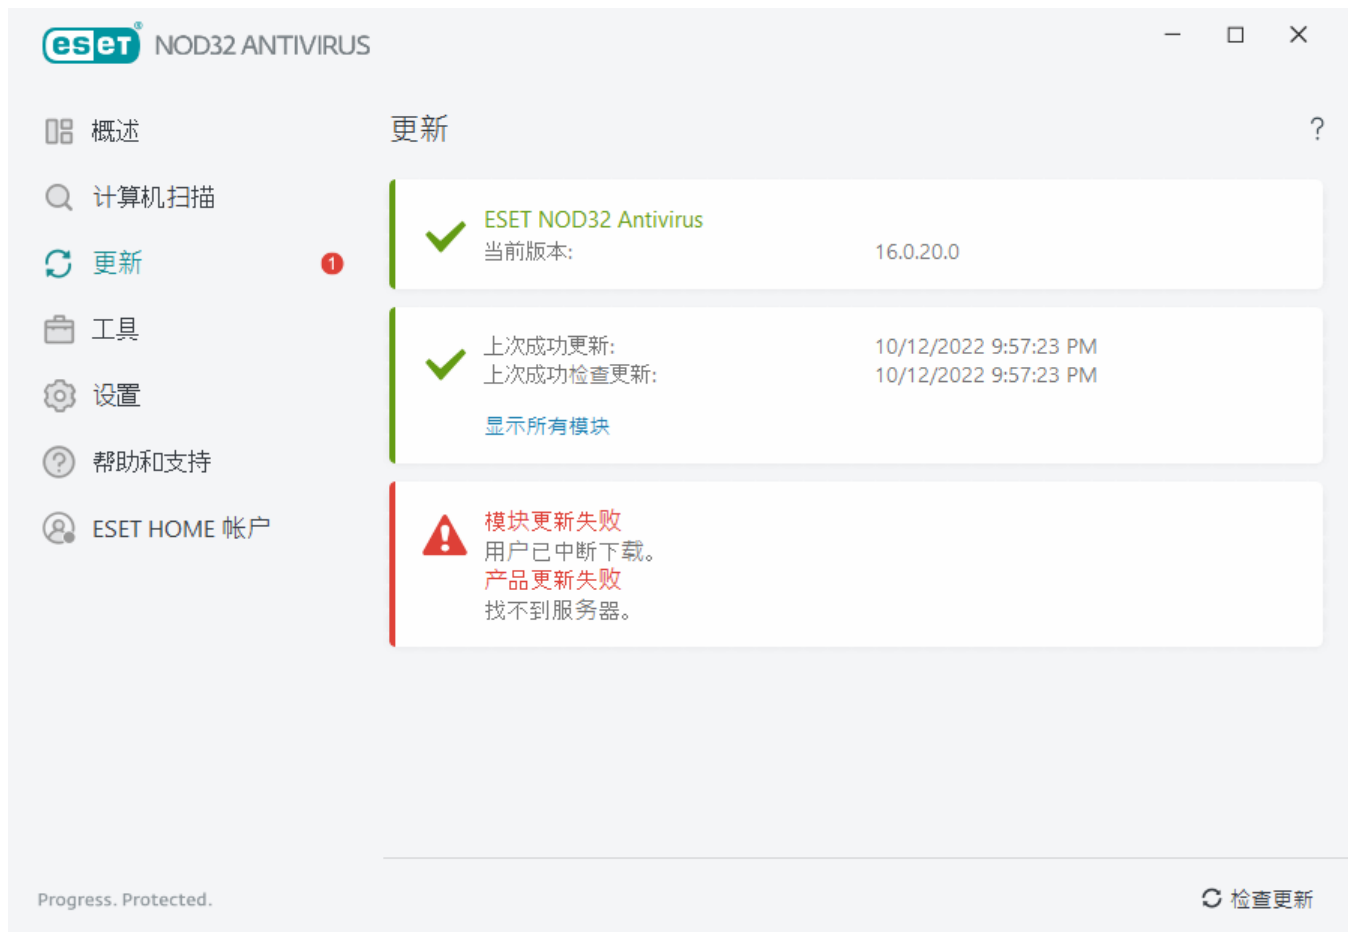 eset® NOD32 ANTIVIRUS
概述
计算机扫描
更新 1
工具
设置
帮助和支持
ESET HOME 帐户
Progress. Protected.
更新 ?
ESET NOD32 Antivirus
当前版本: 16.0.20.0
上次成功更新: 10/12/2022 9:57:23 PM
上次成功检查更新: 10/12/2022 9:57:23 PM
显示所有模块
模块更新失败
用户已中断下载。
产品更新失败
找不到服务器。
检查更新